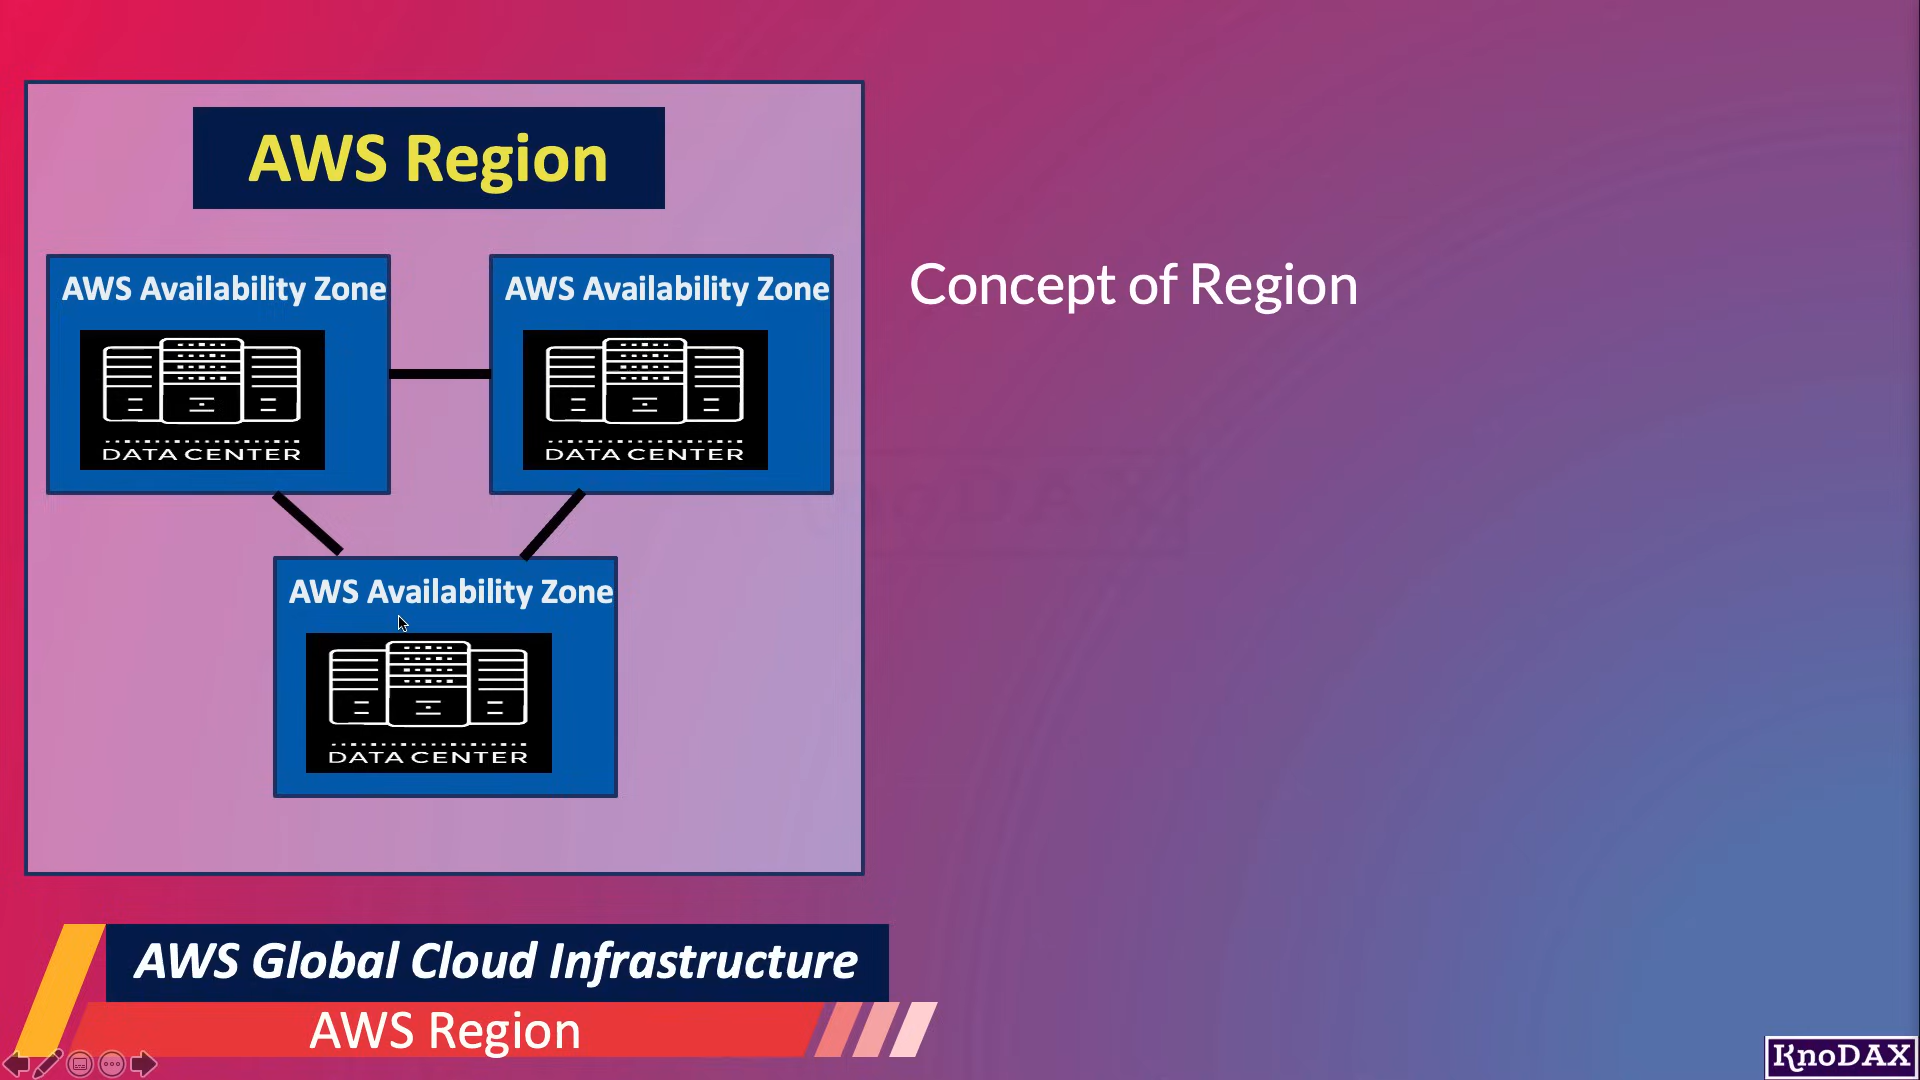 AWS Region
AWS Availability Zone
AWS Availability Zone
DATA CENTER
DATA CENTER
AWS Availability Zone
DATA CENTER
Concept of Region
AWS Global Cloud Infrastructure
AWS Region
KnoDAX